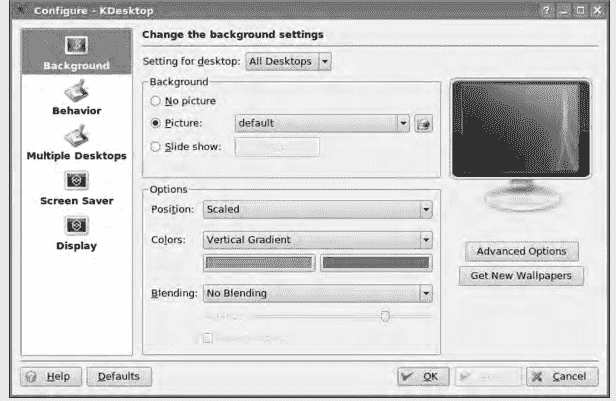 Configure - KDesktop
Background
Behavior
Multiple Desktops
Screen Saver
Display
Change the background settings
Setting for desktop: All Desktops
Background
No picture
Picture: default
Slide show:
Options
Position: Scaled
Colors: Vertical Gradient
Blending: No Blending
Advanced Options
Get New Wallpapers
Help Defaults OK Cancel